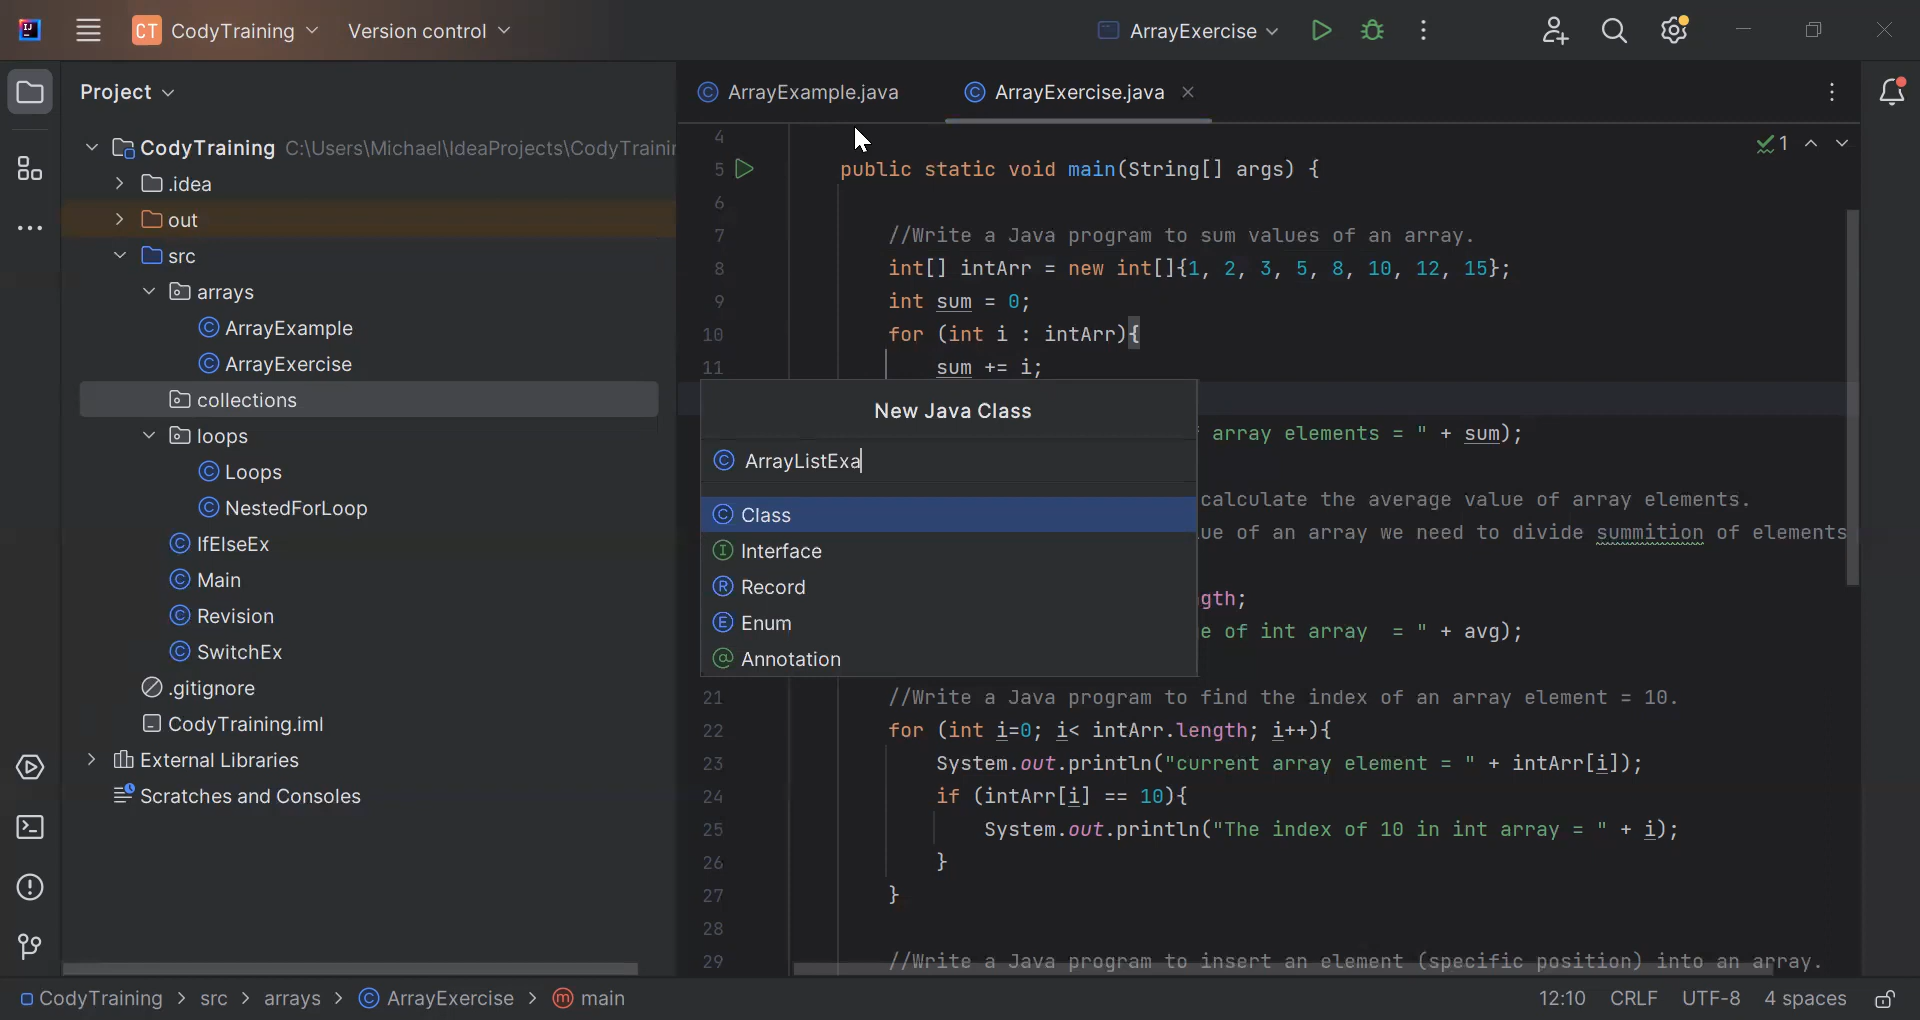 CT CodyTraining Version control ArrayExercise
Project
ArrayExample.java ArrayExercise.java
CodyTraining C:\Users\Michael\IdeaProjects\CodyTrainin
.idea
out
src
arrays
ArrayExample
ArrayExercise
collections
loops
Loops
NestedForLoop
IfElseEx
Main
Revision
SwitchEx
.gitignore
CodyTraining.iml
External Libraries
Scratches and Consoles
1
4
5 public static void main(String[] args) {
6
7 //Write a Java program to sum values of an array.
8 int[] intArr = new int[]{1, 2, 3, 5, 8, 10, 12, 15};
9 int sum = 0;
10 for (int i : intArr){
11 sum += i;
array elements = " + sum);
calculate the average value of array elements.
ue of an array we need to divide summition of elements
gth;
e of int array = " + avg);
New Java Class
ArrayListExa
Class
Interface
Record
Enum
Annotation
21 //Write a Java program to find the index of an array element = 10.
22 for (int i=0; i< intArr.length; i++){
23 System.out.println("current array element = " + intArr[i]);
24 if (intArr[i] == 10){
25 System.out.println("The index of 10 in int array = " + i);
26 }
27 }
28
29 //Write a Java program to insert an element (specific position) into an array.
CodyTraining > src > arrays > ArrayExercise > main
12:10 CRLF UTF-8 4 spaces